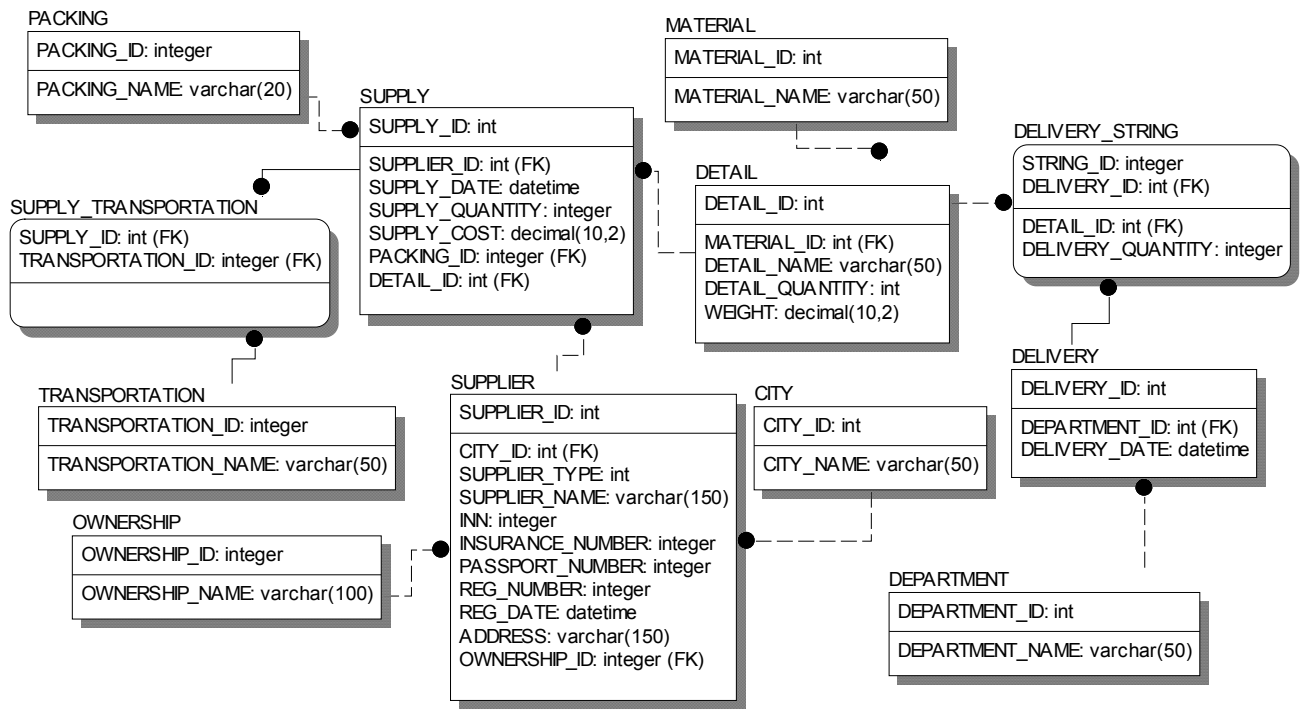 PACKING
PACKING_ID: integer
PACKING_NAME: varchar(20)
SUPPLY
SUPPLY_ID: int
SUPPLIER_ID: int (FK)
SUPPLY_DATE: datetime
SUPPLY_QUANTITY: integer
SUPPLY_COST: decimal(10,2)
PACKING_ID: integer (FK)
DETAIL_ID: int (FK)
MATERIAL
MATERIAL_ID: int
MATERIAL_NAME: varchar(50)
DELIVERY_STRING
STRING_ID: integer
DELIVERY_ID: int (FK)
DETAIL_ID: int (FK)
DELIVERY_QUANTITY: integer
DETAIL
DETAIL_ID: int
MATERIAL_ID: int (FK)
DETAIL_NAME: varchar(50)
DETAIL_QUANTITY: int
WEIGHT: decimal(10,2)
SUPPLY_TRANSPORTATION
SUPPLY_ID: int (FK)
TRANSPORTATION_ID: integer (FK)
TRANSPORTATION
TRANSPORTATION_ID: integer
TRANSPORTATION_NAME: varchar(50)
SUPPLIER
SUPPLIER_ID: int
CITY_ID: int (FK)
SUPPLIER_TYPE: int
SUPPLIER_NAME: varchar(150)
INN: integer
INSURANCE_NUMBER: integer
PASSPORT_NUMBER: integer
REG_NUMBER: integer
REG_DATE: datetime
ADDRESS: varchar(150)
OWNERSHIP_ID: integer (FK)
CITY
CITY_ID: int
CITY_NAME: varchar(50)
DELIVERY
DELIVERY_ID: int
DEPARTMENT_ID: int (FK)
DELIVERY_DATE: datetime
OWNERSHIP
OWNERSHIP_ID: integer
OWNERSHIP_NAME: varchar(100)
DEPARTMENT
DEPARTMENT_ID: int
DEPARTMENT_NAME: varchar(50)